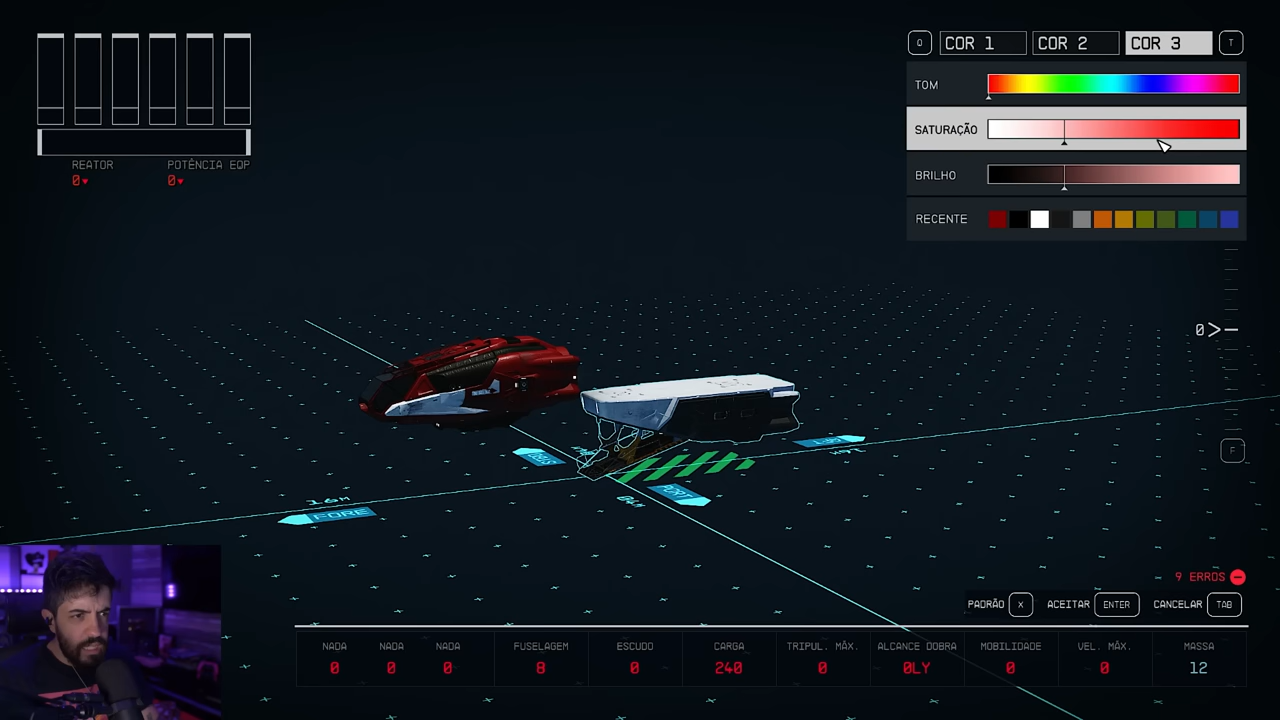 REATOR
0
POTÊNCIA EQP
0
Q
COR 1
COR 2
COR 3
T
TOM
SATURAÇÃO
BRILHO
RECENTE
0
F
16M
FORE
PORT
9 ERROS
PADRÃO X
ACEITAR ENTER
CANCELAR TAB
NADA NADA NADA FUSELAGEM ESCUDO CARGA TRIPUL. MÁX. ALCANCE DOBRA MOBILIDADE VEL. MÁX. MASSA
0 0 0 8 0 240 0 0LY 0 0 12